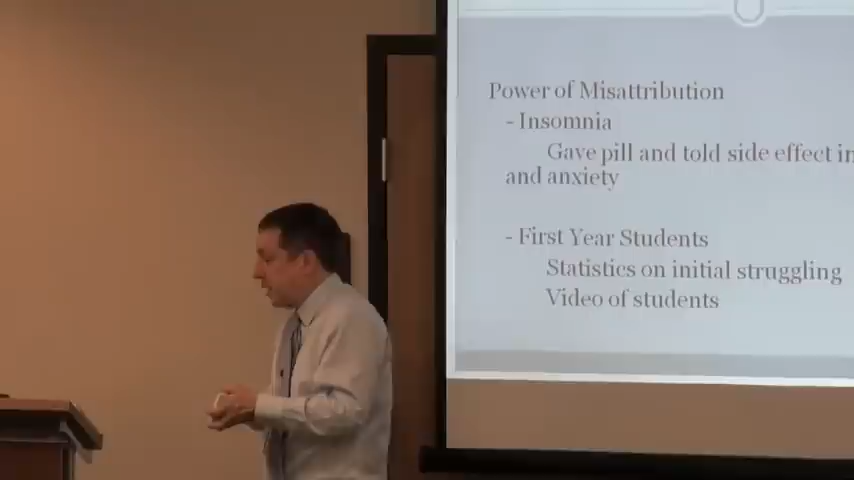 Power of Misattribution
- Insomnia
Gave pill and told side effect in
and anxiety
- First Year Students
Statistics on initial struggling
Video of students